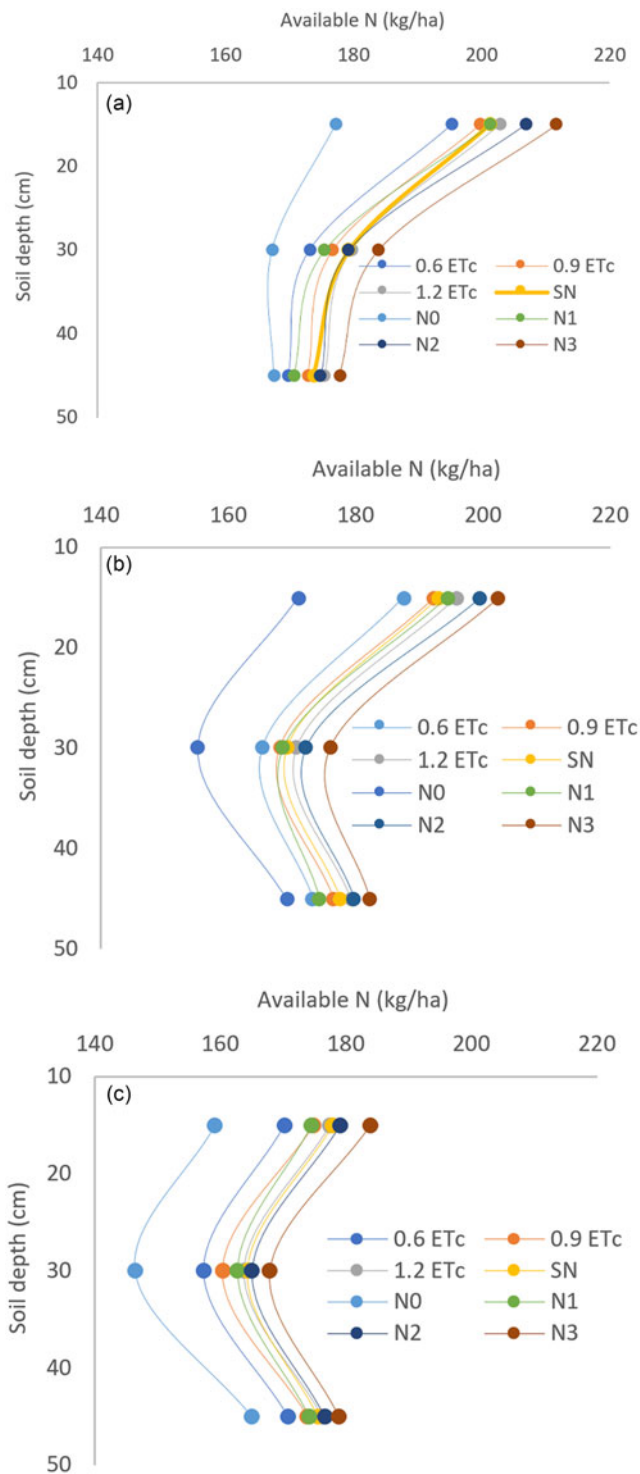 Available N (kg/ha)
140 160 180 200 220
10
(a)
20
30
40
50
Soil depth (cm)
0.6 ETc 0.9 ETc
1.2 ETc SN
N0 N1
N2 N3
Available N (kg/ha)
140 160 180 200 220
10
(b)
20
30
40
50
Soil depth (cm)
0.6 ETc 0.9 ETc
1.2 ETc SN
N0 N1
N2 N3
Available N (kg/ha)
140 160 180 200 220
10
(c)
20
30
40
50
Soil depth (cm)
0.6 ETc 0.9 ETc
1.2 ETc SN
N0 N1
N2 N3